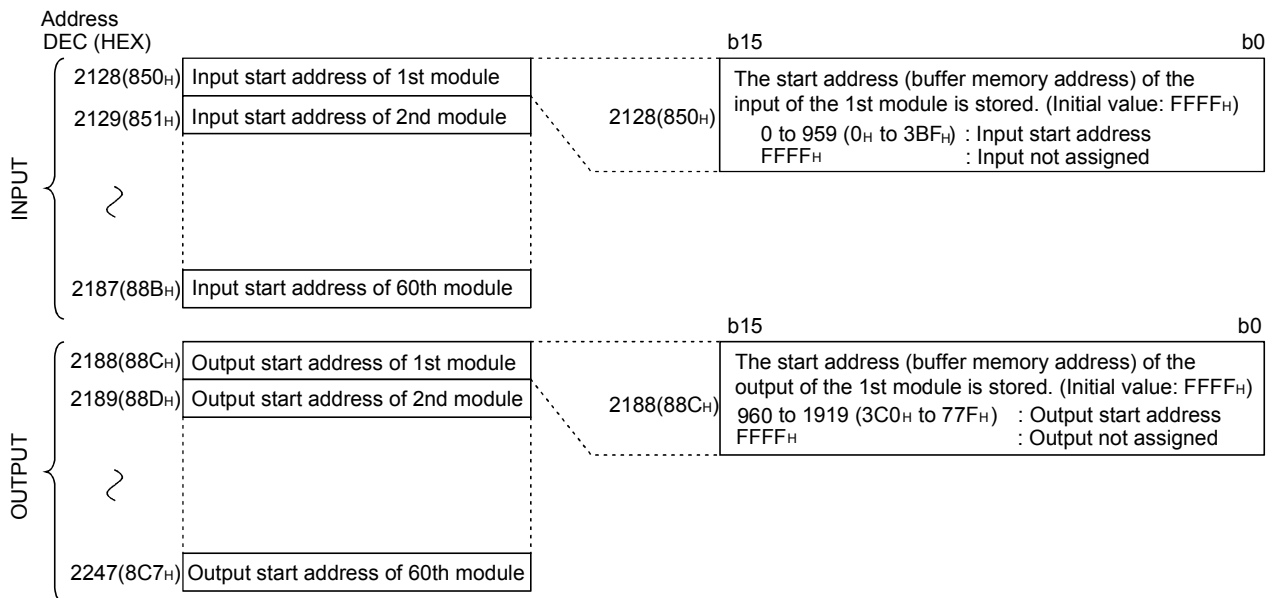 Address
DEC (HEX)
INPUT
2128(850H) Input start address of 1st module
2129(851H) Input start address of 2nd module
2187(88BH) Input start address of 60th module
b15 b0
2128(850H)
The start address (buffer memory address) of the
input of the 1st module is stored. (Initial value: FFFFH)
0 to 959 (0H to 3BFH) : Input start address
FFFFH : Input not assigned
OUTPUT
2188(88CH) Output start address of 1st module
2189(88DH) Output start address of 2nd module
2247(8C7H) Output start address of 60th module
b15 b0
2188(88CH)
The start address (buffer memory address) of the
output of the 1st module is stored. (Initial value: FFFFH)
960 to 1919 (3C0H to 77FH) : Output start address
FFFFH : Output not assigned